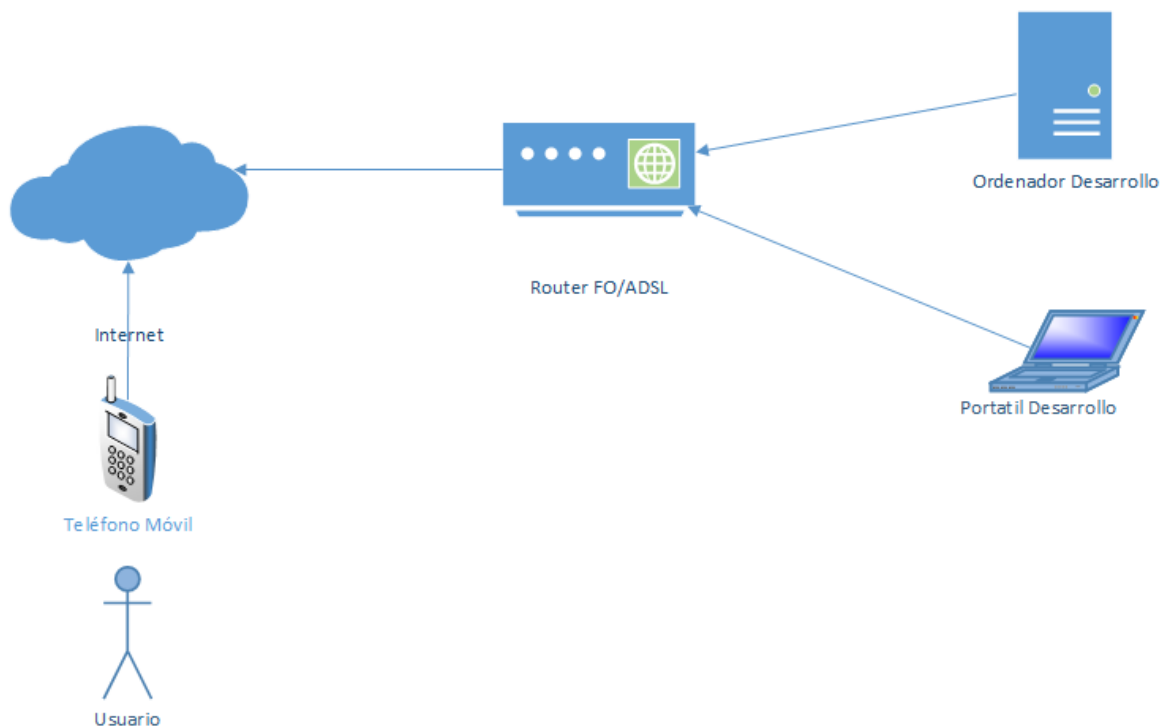 Ordenador Desarrollo
Router FO/ADSL
Internet
Portatil Desarrollo
Teléfono Móvil
Usuario